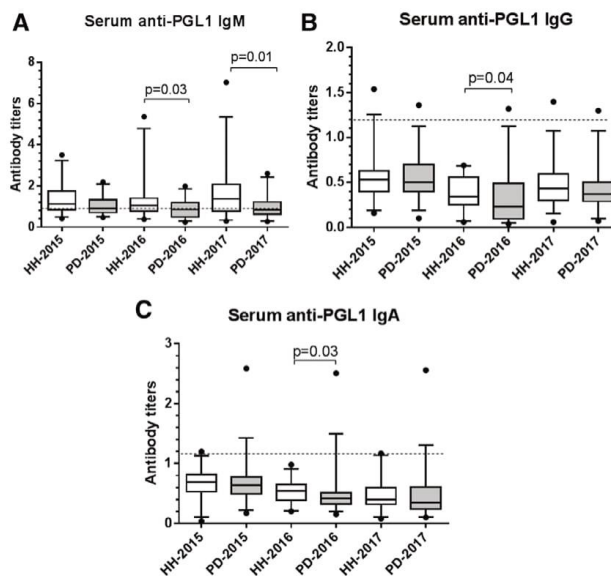 A
Serum anti-PGL1 IgM
Antibody titers
8
6
4
2
0
p=0.03
p=0.01
HH-2015
PD-2015
HH-2016
PD-2016
HH-2017
PD-2017
B
Serum anti-PGL1 IgG
Antibody titers
2.0
1.5
1.0
0.5
0.0
p=0.04
HH-2015
PD-2015
HH-2016
PD-2016
HH-2017
PD-2017
C
Serum anti-PGL1 IgA
Antibody titers
3
2
1
0
p=0.03
HH-2015
PD-2015
HH-2016
PD-2016
HH-2017
PD-2017